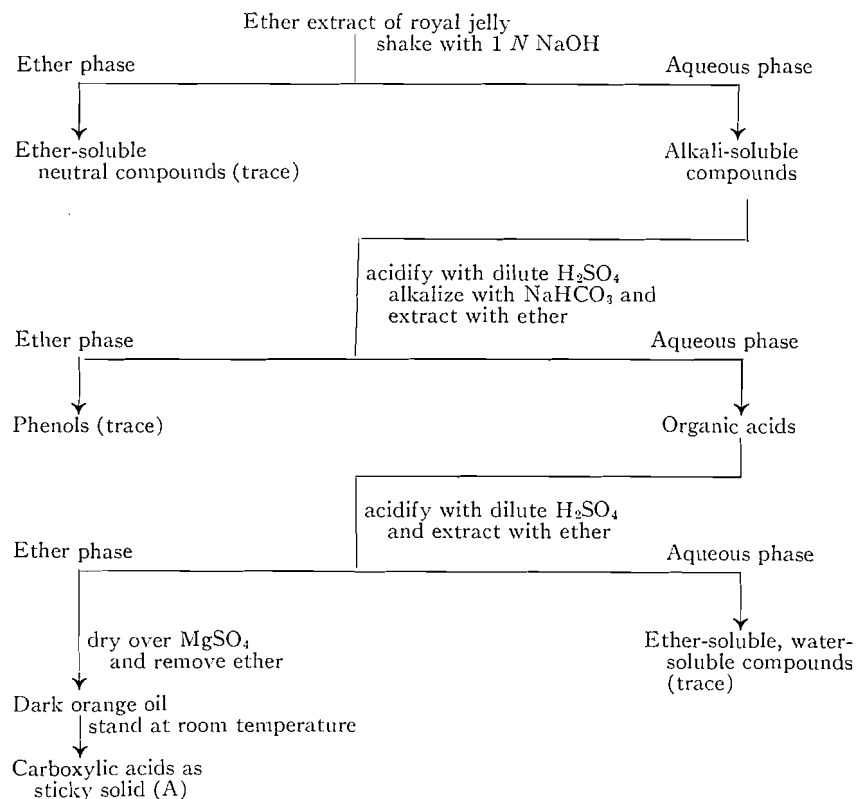 Ether extract of royal jelly
shake with 1 N NaOH
Ether phase
Aqueous phase
Ether-soluble
neutral compounds (trace)
Alkali-soluble
compounds
acidify with dilute H₂SO₄
alkalize with NaHCO₃ and
extract with ether
Ether phase
Aqueous phase
Phenols (trace)
Organic acids
acidify with dilute H₂SO₄
and extract with ether
Ether phase
Aqueous phase
dry over MgSO₄
and remove ether
Ether-soluble, water-
soluble compounds
(trace)
Dark orange oil
stand at room temperature
Carboxylic acids as
sticky solid (A)